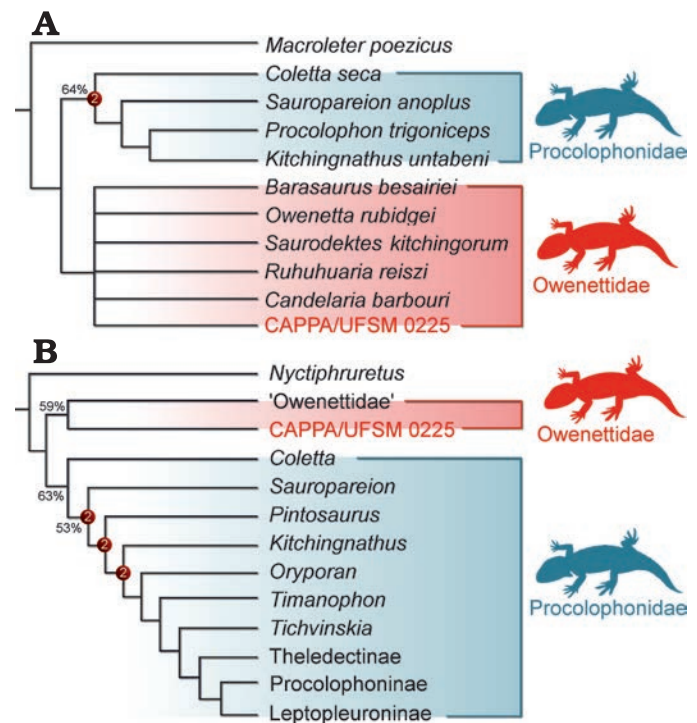 A
Macroleter poezicus
64%
2
Coletta seca
Sauropareion anoplus
Procolophon trigoniceps
Kitchingnathus untabeni
Procolophonidae
Barasaurus besairiei
Owenetta rubidgei
Saurodektes kitchingorum
Ruhuhuaria reiszi
Candelaria barbouri
CAPPA/UFSM 0225
Owenettidae
B
Nyctiphruretus
59%
'Owenettidae'
CAPPA/UFSM 0225
Owenettidae
63%
Coletta
53%
2
Sauropareion
2
Pintosaurus
2
Kitchingnathus
Oryporan
Timanophon
Tichvinskia
Theledectinae
Procolophoninae
Leptopleuroninae
Procolophonidae